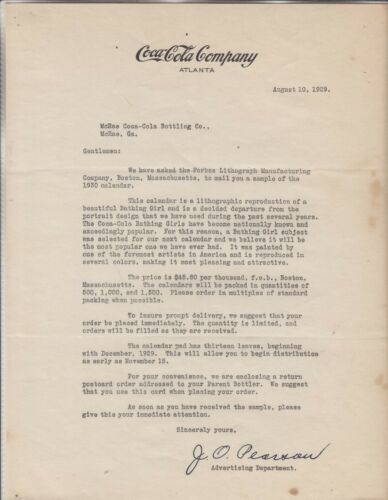 Coca-Cola Company
ATLANTA
August 10, 1929.
McRae Coca-Cola Bottling Co.,
McRae, Ga.
Gentlemen:
We have asked the Forbes Lithograph Manufacturing
Company, Boston, Massachusetts, to mail you a sample of the
1930 calendar.
This calendar is a lithographic reproduction of a
beautiful Bathing Girl and is a decided departure from the
portrait design that we have used during the past several years.
The Coca-Cola Bathing Girls have become nationally known and
exceedingly popular. For this reason, a Bathing Girl subject
was selected for our next calendar and we believe it will be
the most popular one we have ever had. It was painted by
one of the foremost artists in America and is reproduced in
several colors, making it most pleasing and attractive.
The price is $45.50 per thousand, f.o.b., Boston,
Massachusetts. The calendars will be packed in quantities of
500, 1,000, and 1,500. Please order in multiples of standard
packing when possible.
To insure prompt delivery, we suggest that your
order be placed immediately. The quantity is limited, and
orders will be filled as they are received.
The calendar pad has thirteen leaves, beginning
with December, 1929. This will allow you to begin distribution
as early as November 15.
For your convenience, we are enclosing a return
postcard order addressed to your Parent Bottler. We suggest
that you use this card when placing your order.
As soon as you have received the sample, please
give this your immediate attention.
Sincerely yours,
J. O. Pearson
Advertising Department.